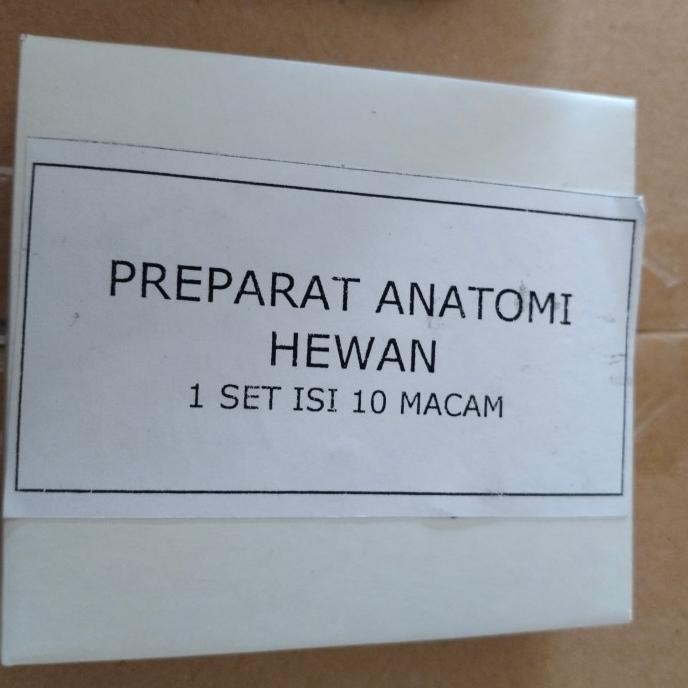 PREPARAT ANATOMI
HEWAN
1 SET ISI 10 MACAM